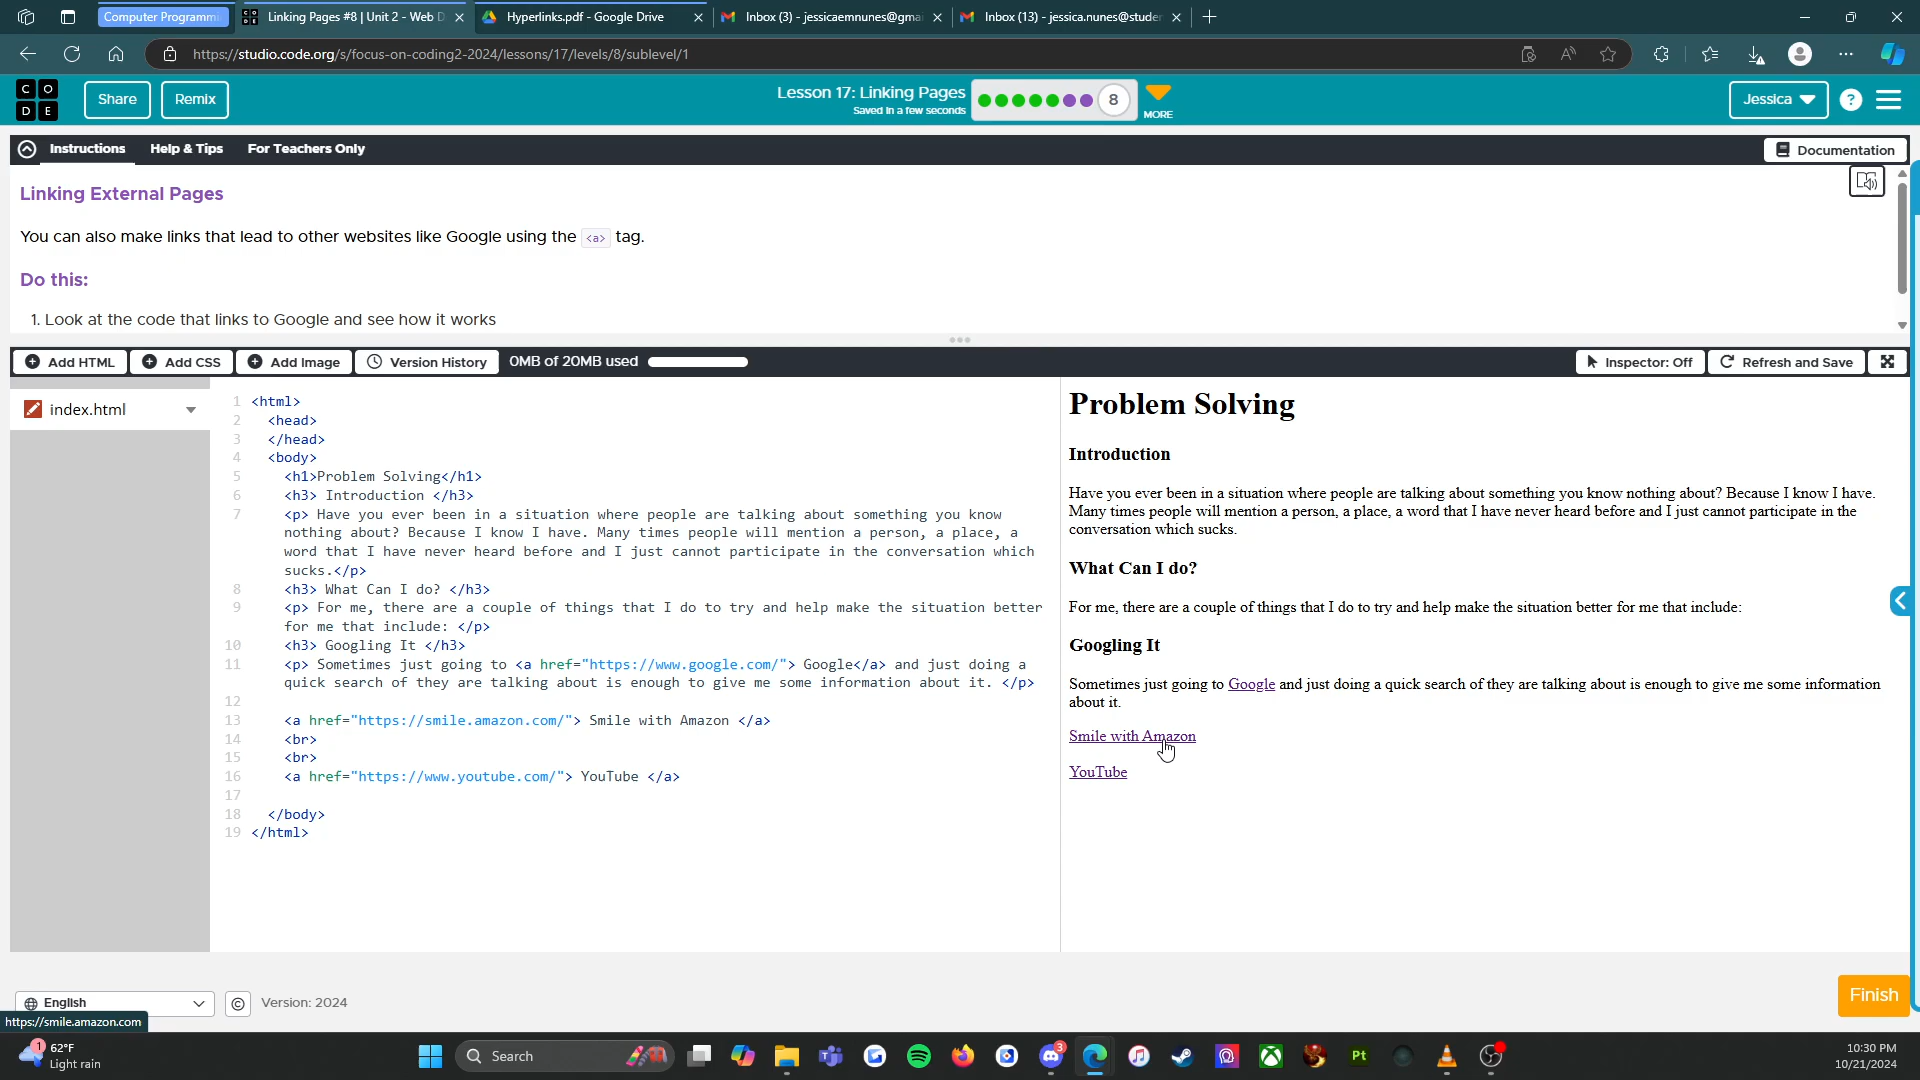 Computer Programmi
Linking Pages #8 | Unit 2 - Web D
Hyperlinks.pdf - Google Drive
Inbox (3) - jessicaemnunes@gmai
Inbox (13) - jessica.nunes@studen
https://studio.code.org/s/focus-on-coding2-2024/lessons/17/levels/8/sublevel/1
C O
D E
Share
Remix
Lesson 17: Linking Pages
Saved in a few seconds
8
MORE
Jessica
?
Instructions
Help & Tips
For Teachers Only
Documentation
Linking External Pages
You can also make links that lead to other websites like Google using the <a> tag.
Do this:
1. Look at the code that links to Google and see how it works
Add HTML
Add CSS
Add Image
Version History
0MB of 20MB used
Inspector: Off
Refresh and Save
index.html
1 <html>
2 <head>
3 </head>
4 <body>
5 <h1>Problem Solving</h1>
6 <h3> Introduction </h3>
7 <p> Have you ever been in a situation where people are talking about something you know
nothing about? Because I know I have. Many times people will mention a person, a place, a
word that I have never heard before and I just cannot participate in the conversation which
sucks.</p>
8 <h3> What Can I do? </h3>
9 <p> For me, there are a couple of things that I do to try and help make the situation better
for me that include: </p>
10 <h3> Googling It </h3>
11 <p> Sometimes just going to <a href="https://www.google.com/"> Google</a> and just doing a
quick search of they are talking about is enough to give me some information about it. </p>
12
13 <a href="https://smile.amazon.com/"> Smile with Amazon </a>
14 <br>
15 <br>
16 <a href="https://www.youtube.com/"> YouTube </a>
17
18 </body>
19 </html>
Problem Solving
Introduction
Have you ever been in a situation where people are talking about something you know nothing about? Because I know I have.
Many times people will mention a person, a place, a word that I have never heard before and I just cannot participate in the
conversation which sucks.
What Can I do?
For me, there are a couple of things that I do to try and help make the situation better for me that include:
Googling It
Sometimes just going to Google and just doing a quick search of they are talking about is enough to give me some information
about it.
Smile with Amazon
YouTube
Finish
English
©
Version: 2024
https://smile.amazon.com
1
62°F
Light rain
Search
3
Pt
10:30 PM
10/21/2024